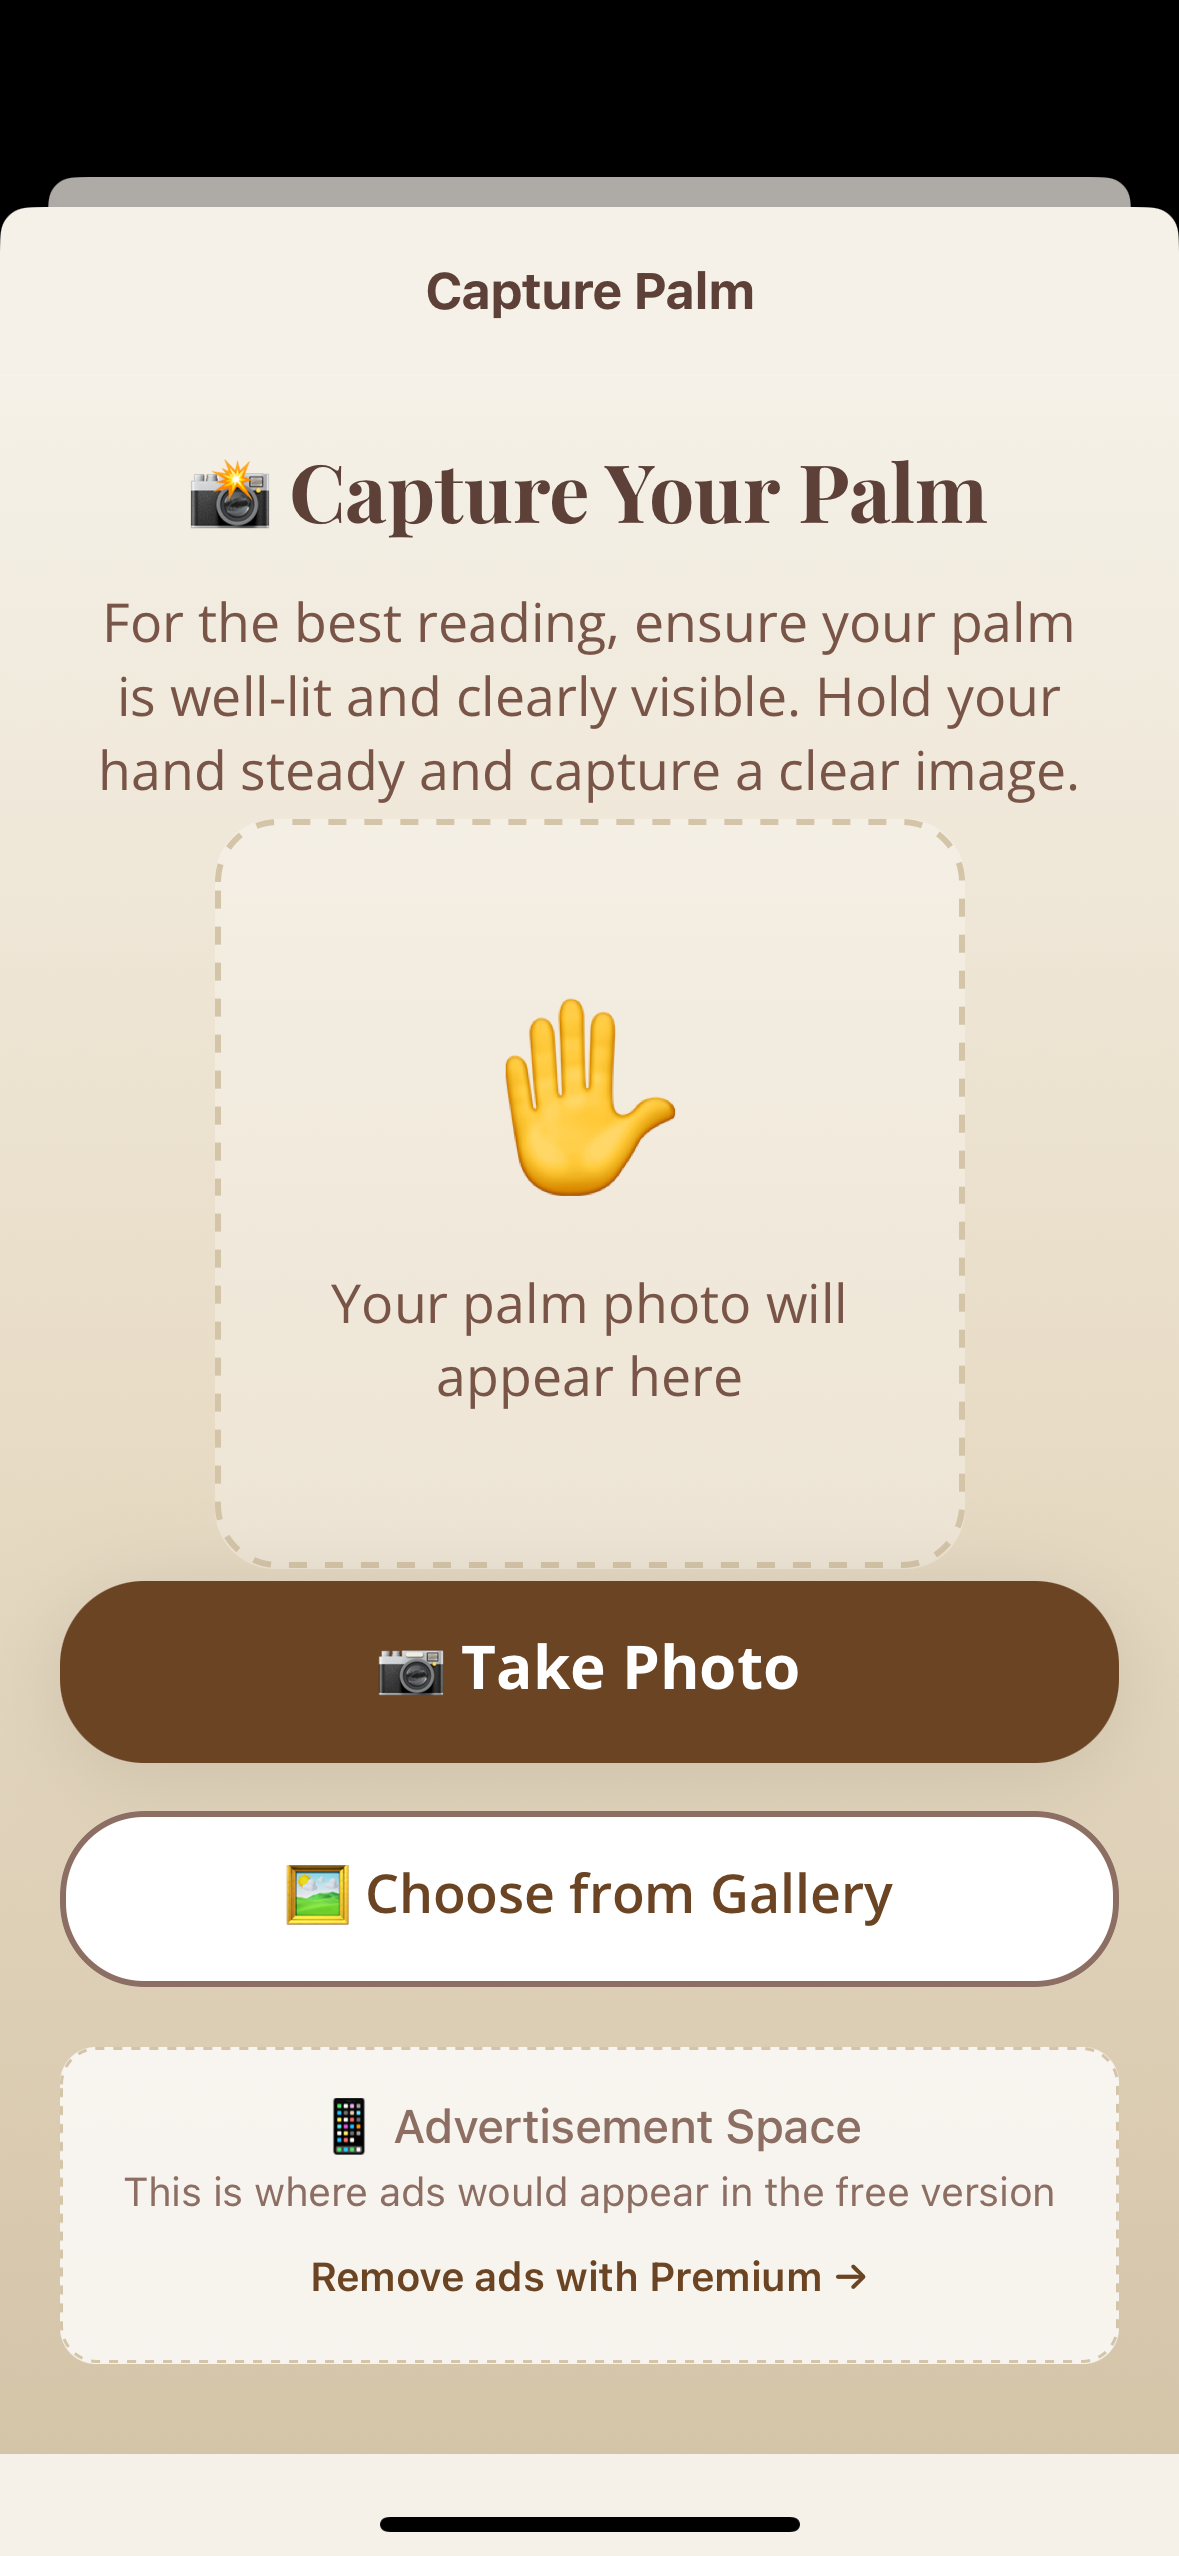 Capture Palm
📸 Capture Your Palm
For the best reading, ensure your palm
is well-lit and clearly visible. Hold your
hand steady and capture a clear image.
Your palm photo will
appear here
📷 Take Photo
🖼️ Choose from Gallery
📱 Advertisement Space
This is where ads would appear in the free version
Remove ads with Premium →